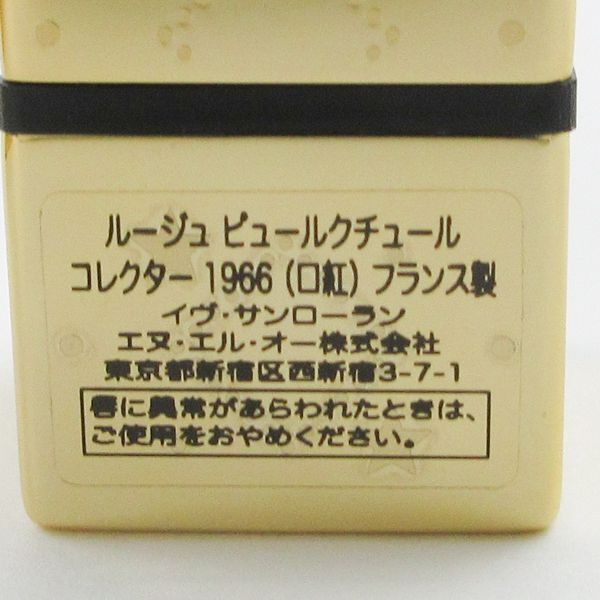 ルージュ ピュールクチュール
コレクター 1966 (口紅) フランス製
イヴ・サンローラン
エヌ・エル・オー株式会社
東京都新宿区西新宿3-7-1
唇に異常があらわれたときは、
ご使用をおやめください。